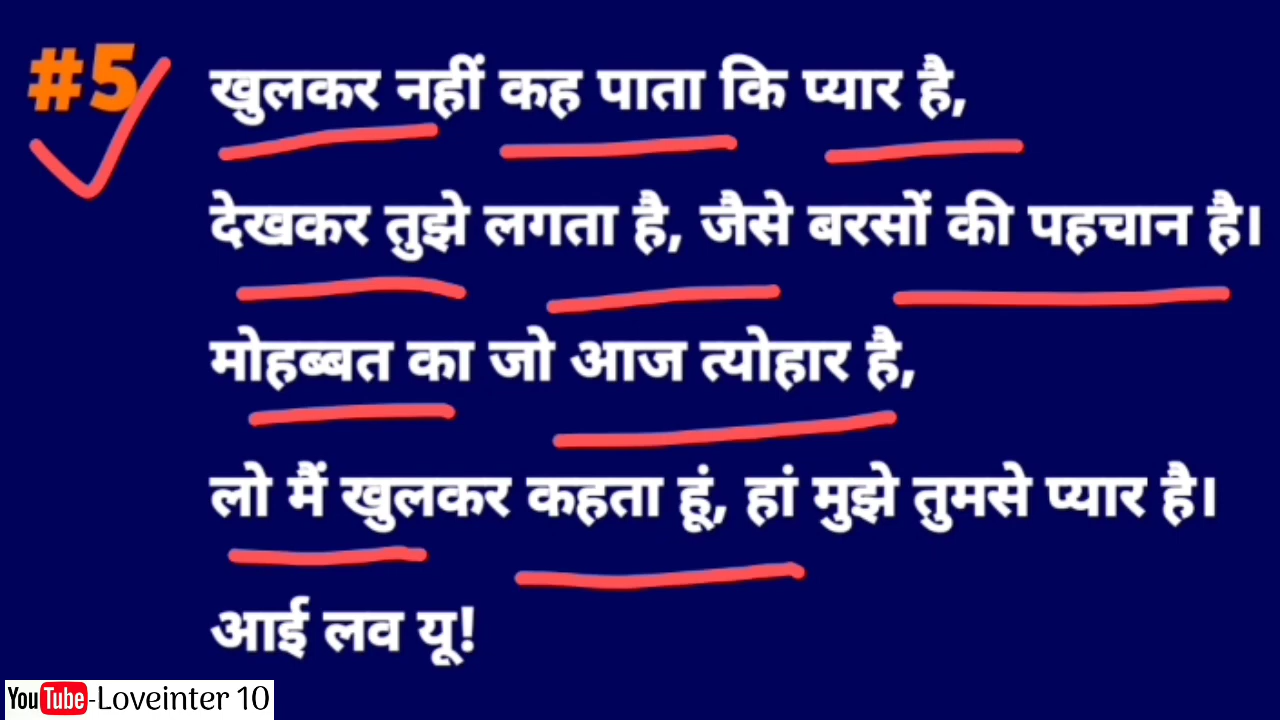 #5
खुलकर नहीं कह पाता कि प्यार है,
देखकर तुझे लगता है, जैसे बरसों की पहचान है।
मोहब्बत का जो आज त्योहार है,
लो मैं खुलकर कहता हूं, हां मुझे तुमसे प्यार है।
आई लव यू!
YouTube-Loveinter 10